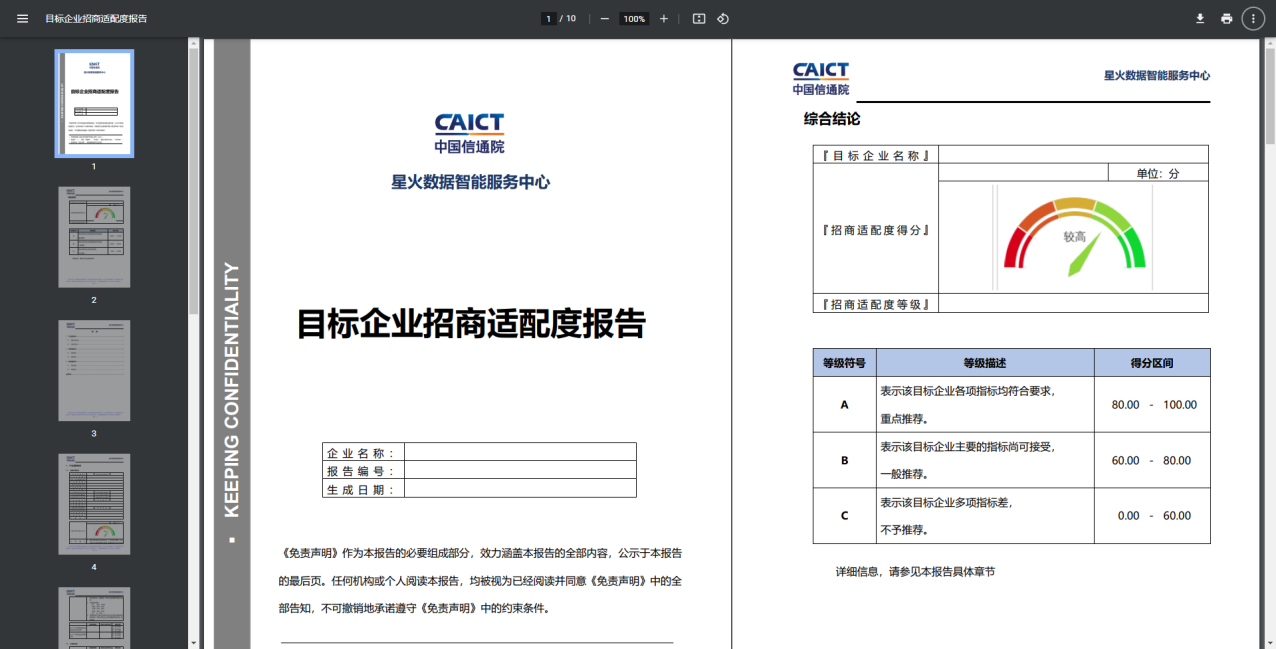 目标企业招商适配度报告
1 / 10
100%
1
2
3
4
KEEPING CONFIDENTIALITY
CAICT
中国信通院
星火数据智能服务中心
目标企业招商适配度报告
企业名称：
报告编号：
生成日期：
《免责声明》作为本报告的必要组成部分，效力涵盖本报告的全部内容，公示于本报告
的最后页。任何机构或个人阅读本报告，均被视为已经阅读并同意《免责声明》中的全
部告知，不可撤销地承诺遵守《免责声明》中的约束条件。
CAICT
中国信通院
星火数据智能服务中心
综合结论
『目标企业名称』
单位：分
『招商适配度得分』
较高
『招商适配度等级』
等级符号 等级描述 得分区间
A 表示该目标企业各项指标均符合要求，
重点推荐。
80.00 - 100.00
B 表示该目标企业主要的指标尚可接受，
一般推荐。
60.00 - 80.00
C 表示该目标企业多项指标差，
不予推荐。
0.00 - 60.00
详细信息，请参见本报告具体章节